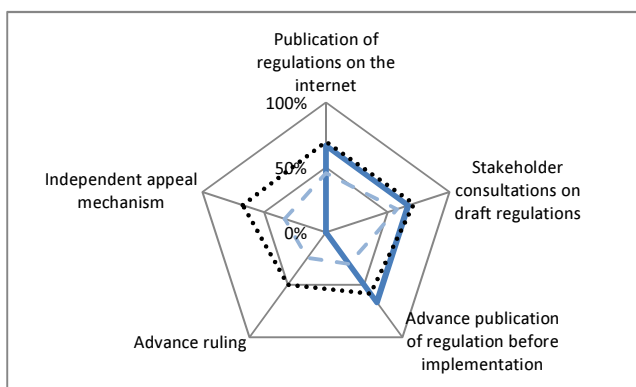 Publication of
regulations on the
internet
100%
50%
0%
Stakeholder
consultations on
draft regulations
Independent appeal
mechanism
Advance ruling
Advance publication
of regulation before
implementation